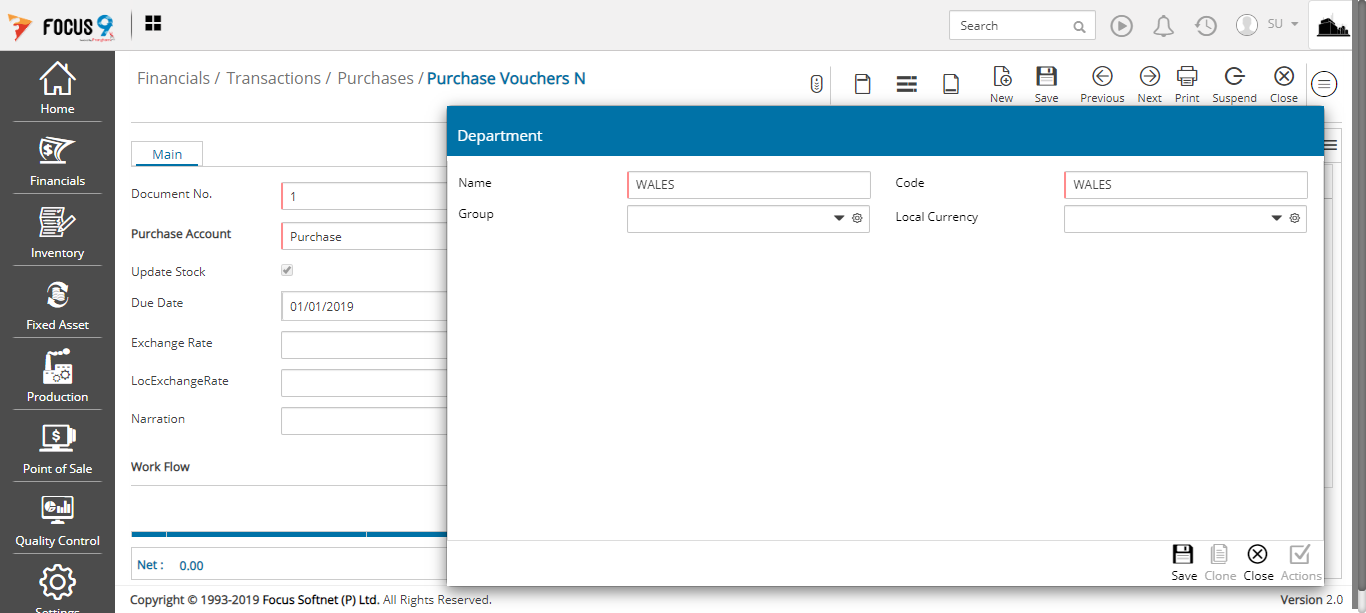 FOCUS 9
Search
SU
Home
Financials
Inventory
Fixed Asset
Production
Point of Sale
Quality Control
Settings
Financials / Transactions / Purchases / Purchase Vouchers N
New
Save
Previous
Next
Print
Suspend
Close
Main
Document No.
1
Purchase Account
Purchase
Update Stock
Due Date
01/01/2019
Exchange Rate
LocExchangeRate
Narration
Work Flow
Net : 0.00
Department
Name
WALES
Code
WALES
Group
Local Currency
Save
Clone
Close
Actions
Copyright © 1993-2019 Focus Softnet (P) Ltd. All Rights Reserved.
Version 2.0